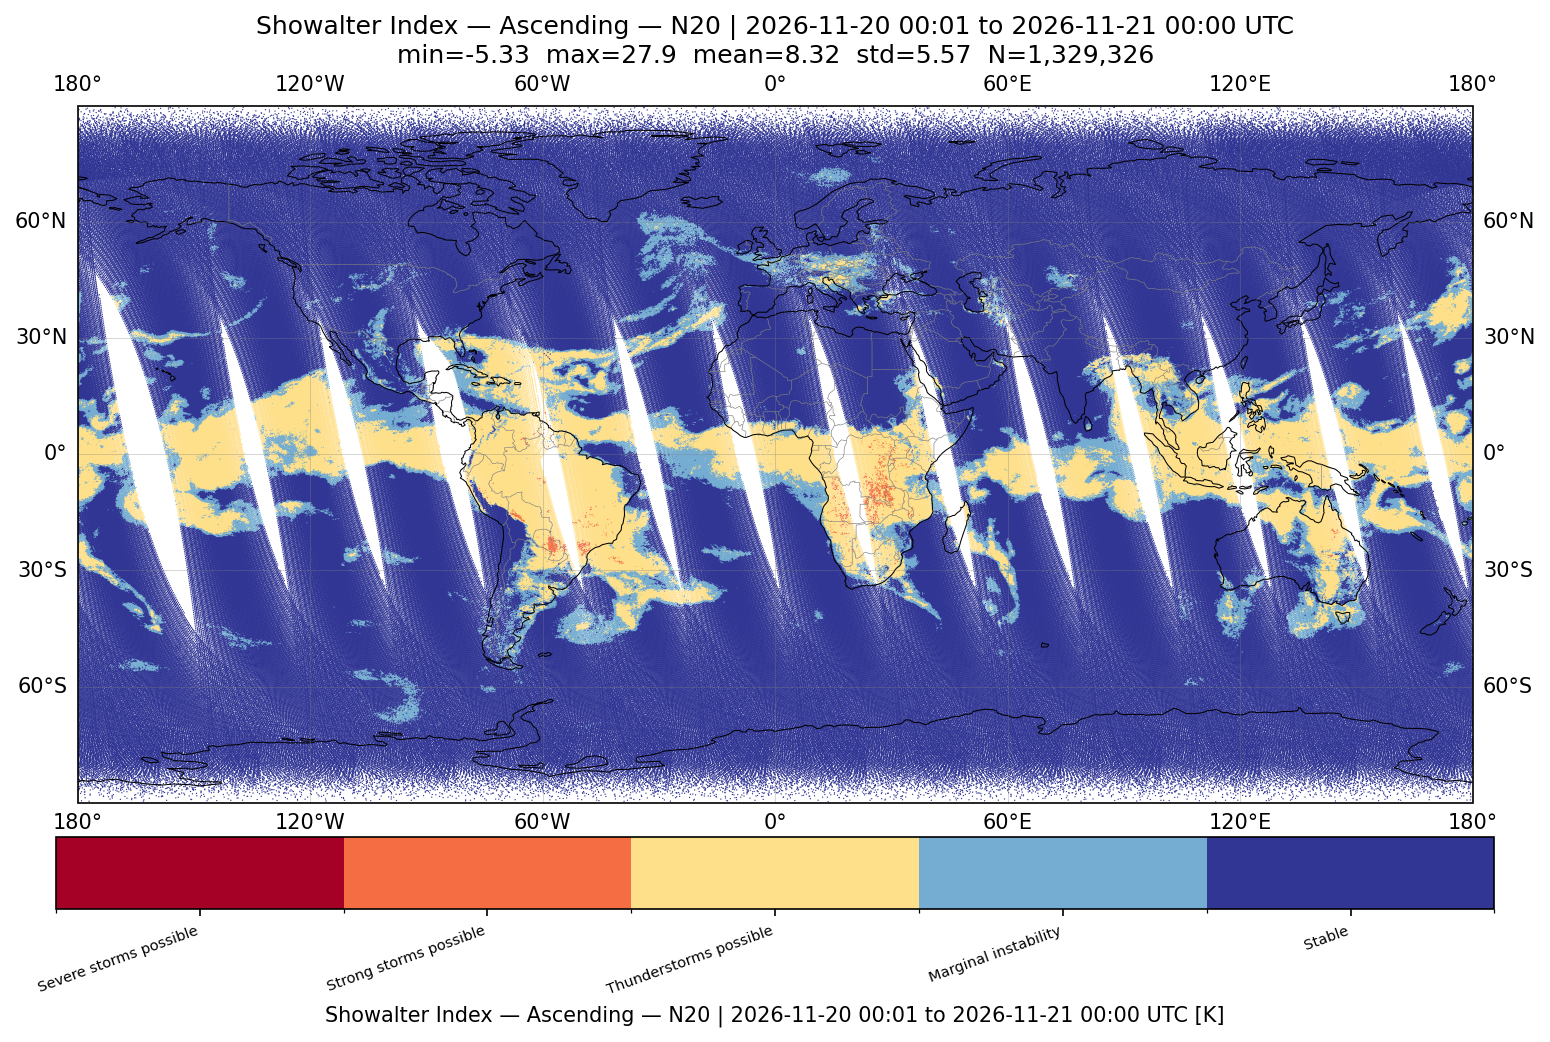 Showalter Index — Ascending — N20 | 2026-11-20 00:01 to 2026-11-21 00:00 UTC
min=-5.33 max=27.9 mean=8.32 std=5.57 N=1,329,326
180° 120°W 60°W 0° 60°E 120°E 180°
60°N 60°N
30°N 30°N
0° 0°
30°S 30°S
60°S 60°S
180° 120°W 60°W 0° 60°E 120°E 180°
Severe storms possible Strong storms possible Thunderstorms possible Marginal instability Stable
Showalter Index — Ascending — N20 | 2026-11-20 00:01 to 2026-11-21 00:00 UTC [K]